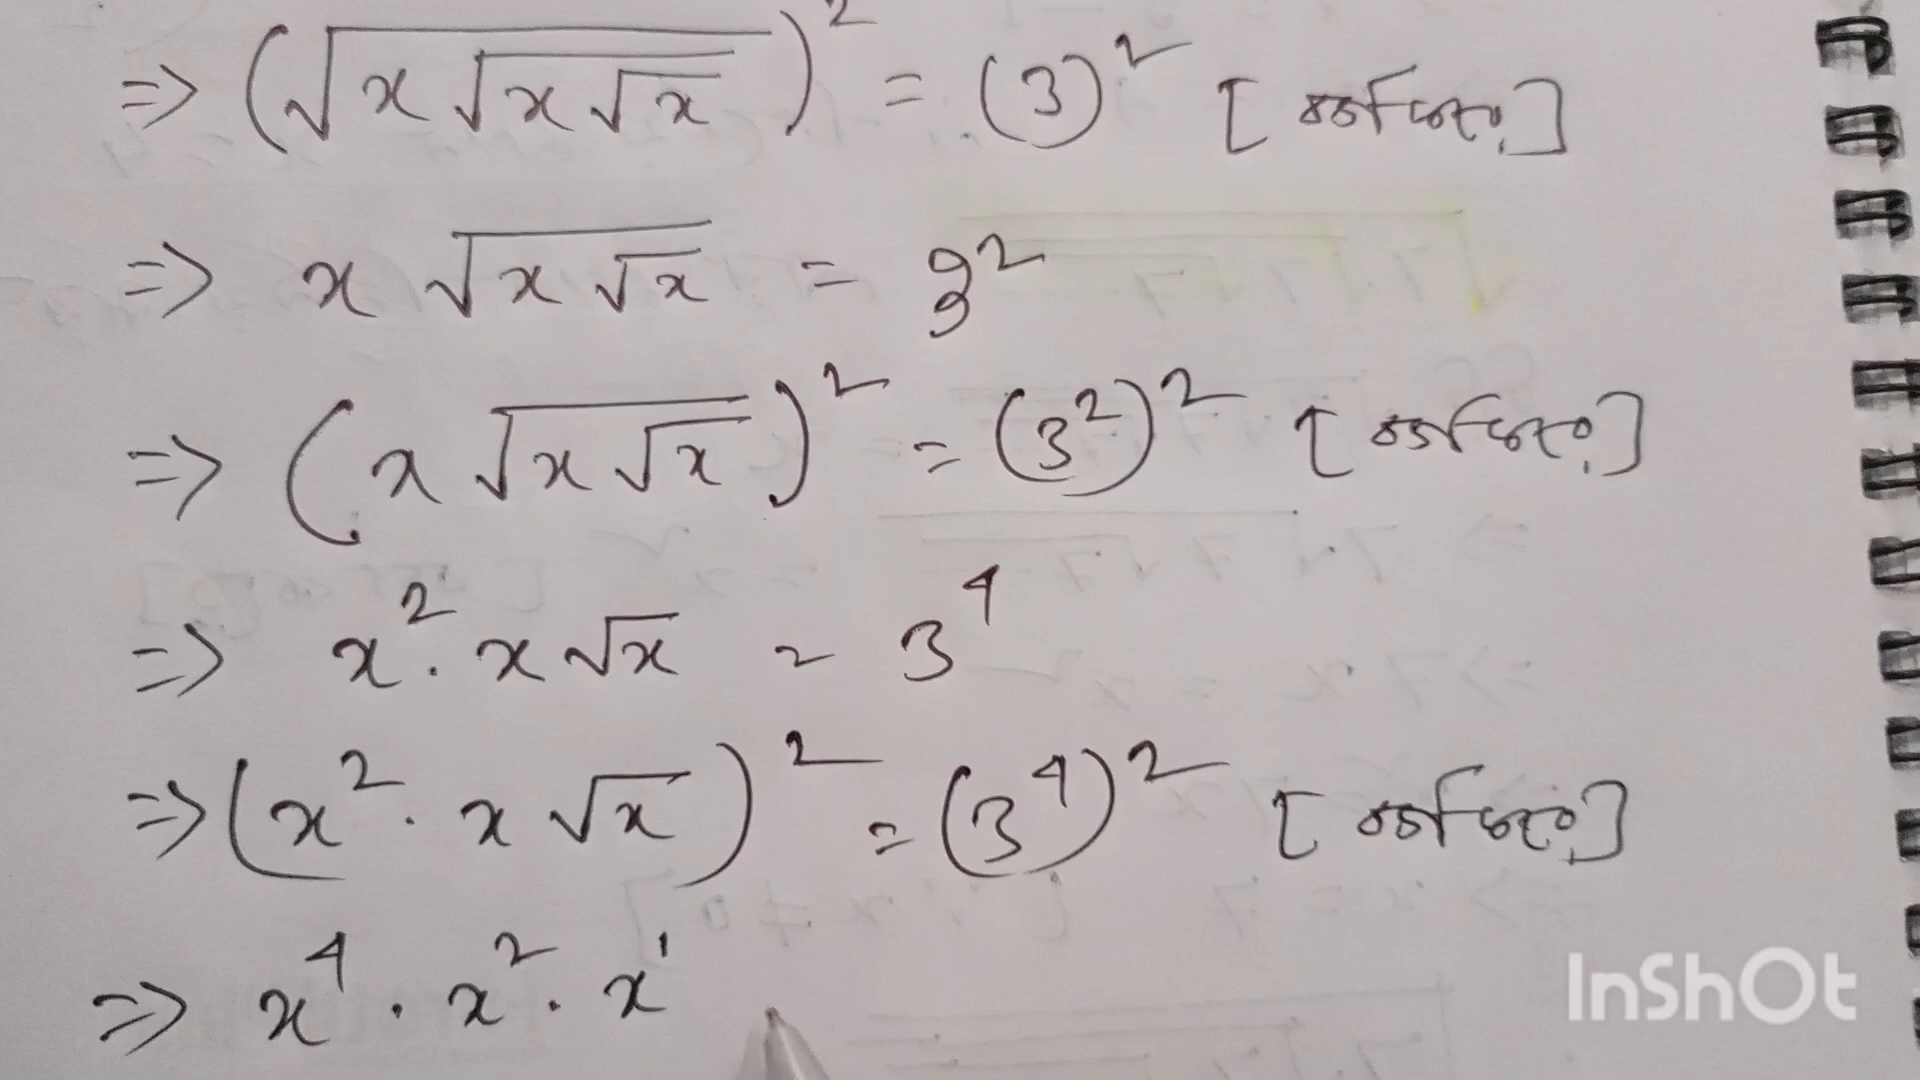 ⇒ (√(x√(x√x)))² = (3)² [বর্গ করে]
⇒ x√(x√x) = 3²
⇒ (x√(x√x))² = (3²)² [বর্গ করে]
⇒ x².x√x = 3⁴
⇒ (x².x√x)² = (3⁴)² [বর্গ করে]
⇒ x⁴.x².x¹
InShOt